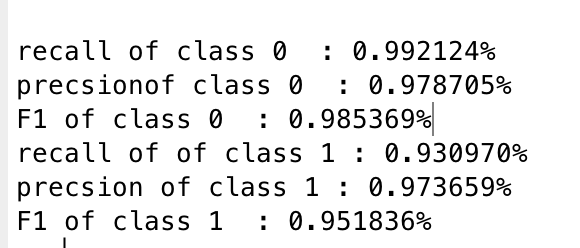 recall of class 0  : 0.992124%
precsionof class 0  : 0.978705%
F1 of class 0  : 0.985369%
recall of of class 1 : 0.930970%
precsion of class 1 : 0.973659%
F1 of class 1  : 0.951836%